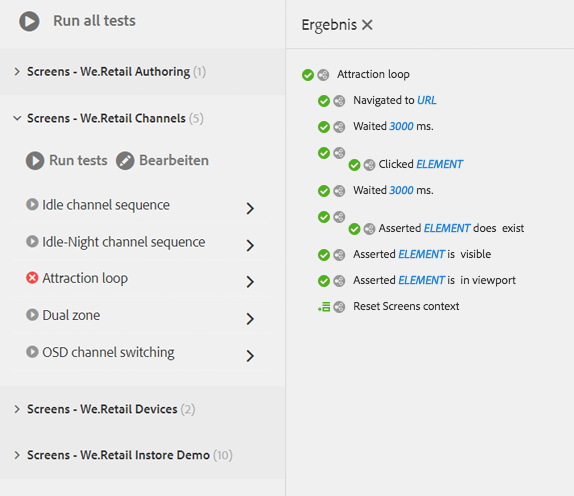 Run all tests
Screens - We.Retail Authoring (1)
Screens - We.Retail Channels (5)
Run tests Bearbeiten
Idle channel sequence
Idle-Night channel sequence
Attraction loop
Dual zone
OSD channel switching
Screens - We.Retail Devices (2)
Screens - We.Retail Instore Demo (10)
Ergebnis
Attraction loop
Navigated to URL
Waited 3000 ms.
Clicked ELEMENT
Waited 3000 ms.
Asserted ELEMENT does exist
Asserted ELEMENT is visible
Asserted ELEMENT is in viewport
Reset Screens context